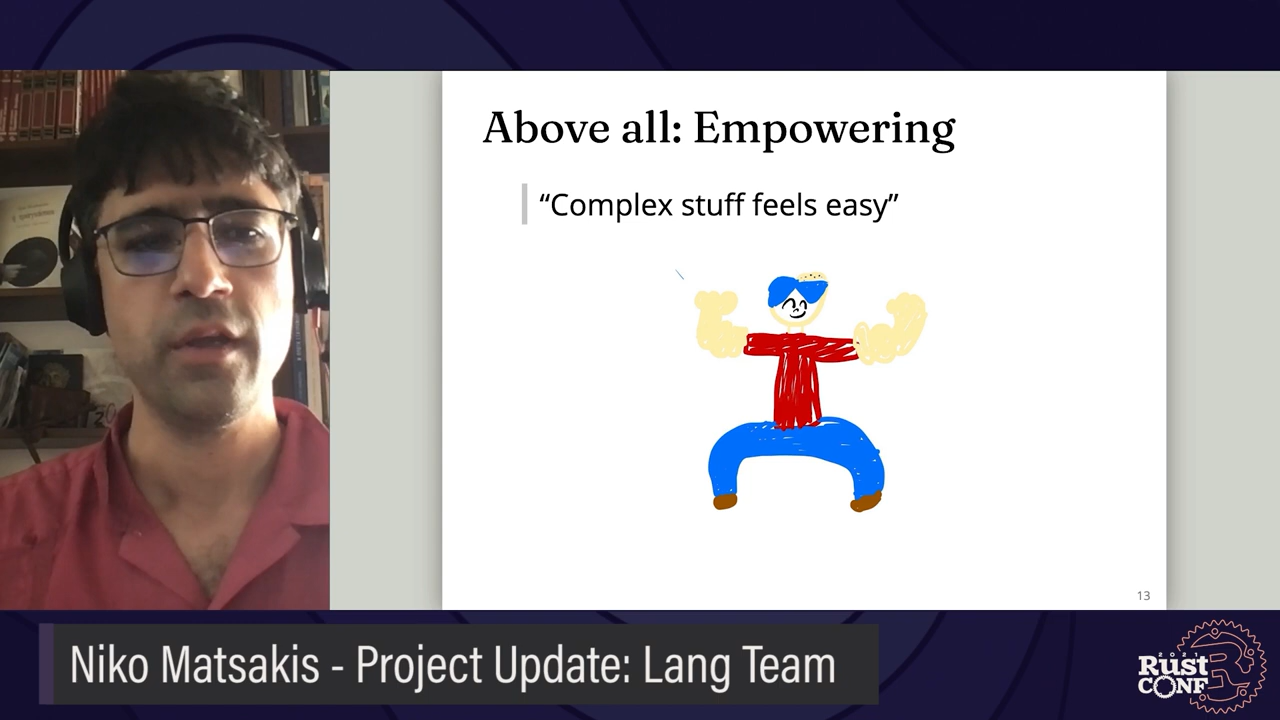 Above all: Empowering
“Complex stuff feels easy”
13
Niko Matsakis - Project Update: Lang Team
Rust
CONF